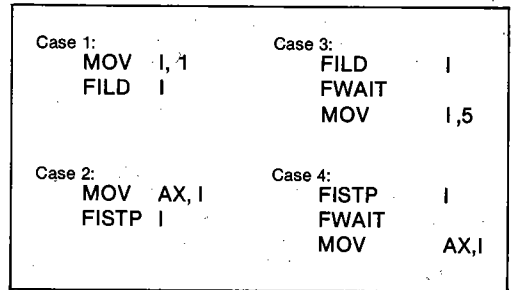 Case 1:
MOV I, 1
FILD I
Case 2:
MOV AX, I
FISTP I
Case 3:
FILD I
FWAIT
MOV I,5
Case 4:
FISTP I
FWAIT
MOV AX,I